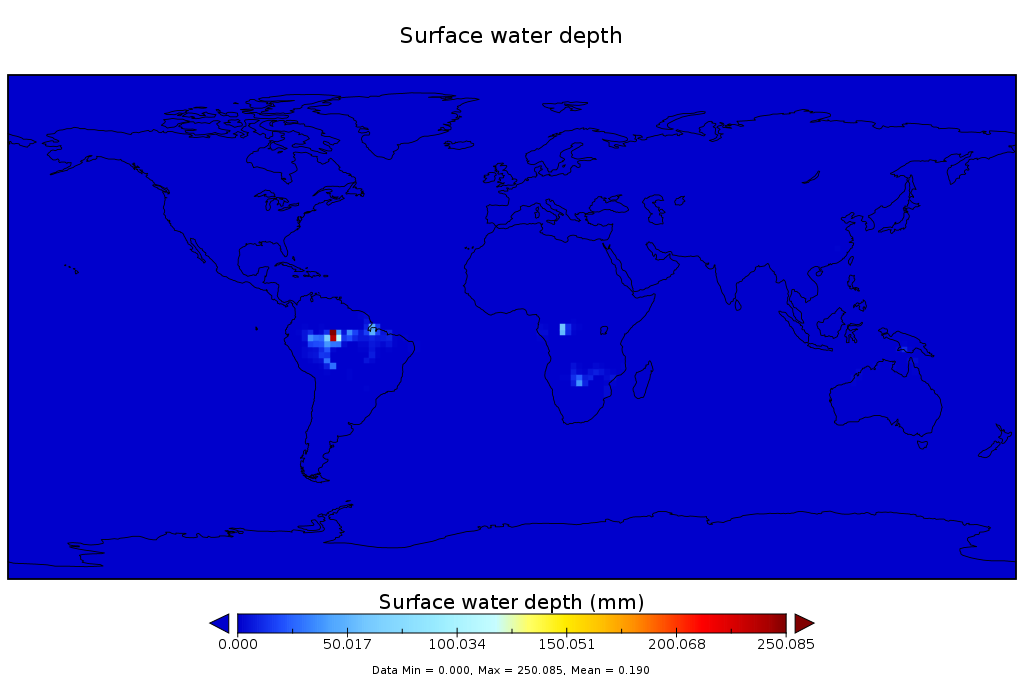 Surface water depth
Surface water depth (mm)
0.000 50.017 100.034 150.051 200.068 250.085
Data Min = 0.000, Max = 250.085, Mean = 0.190